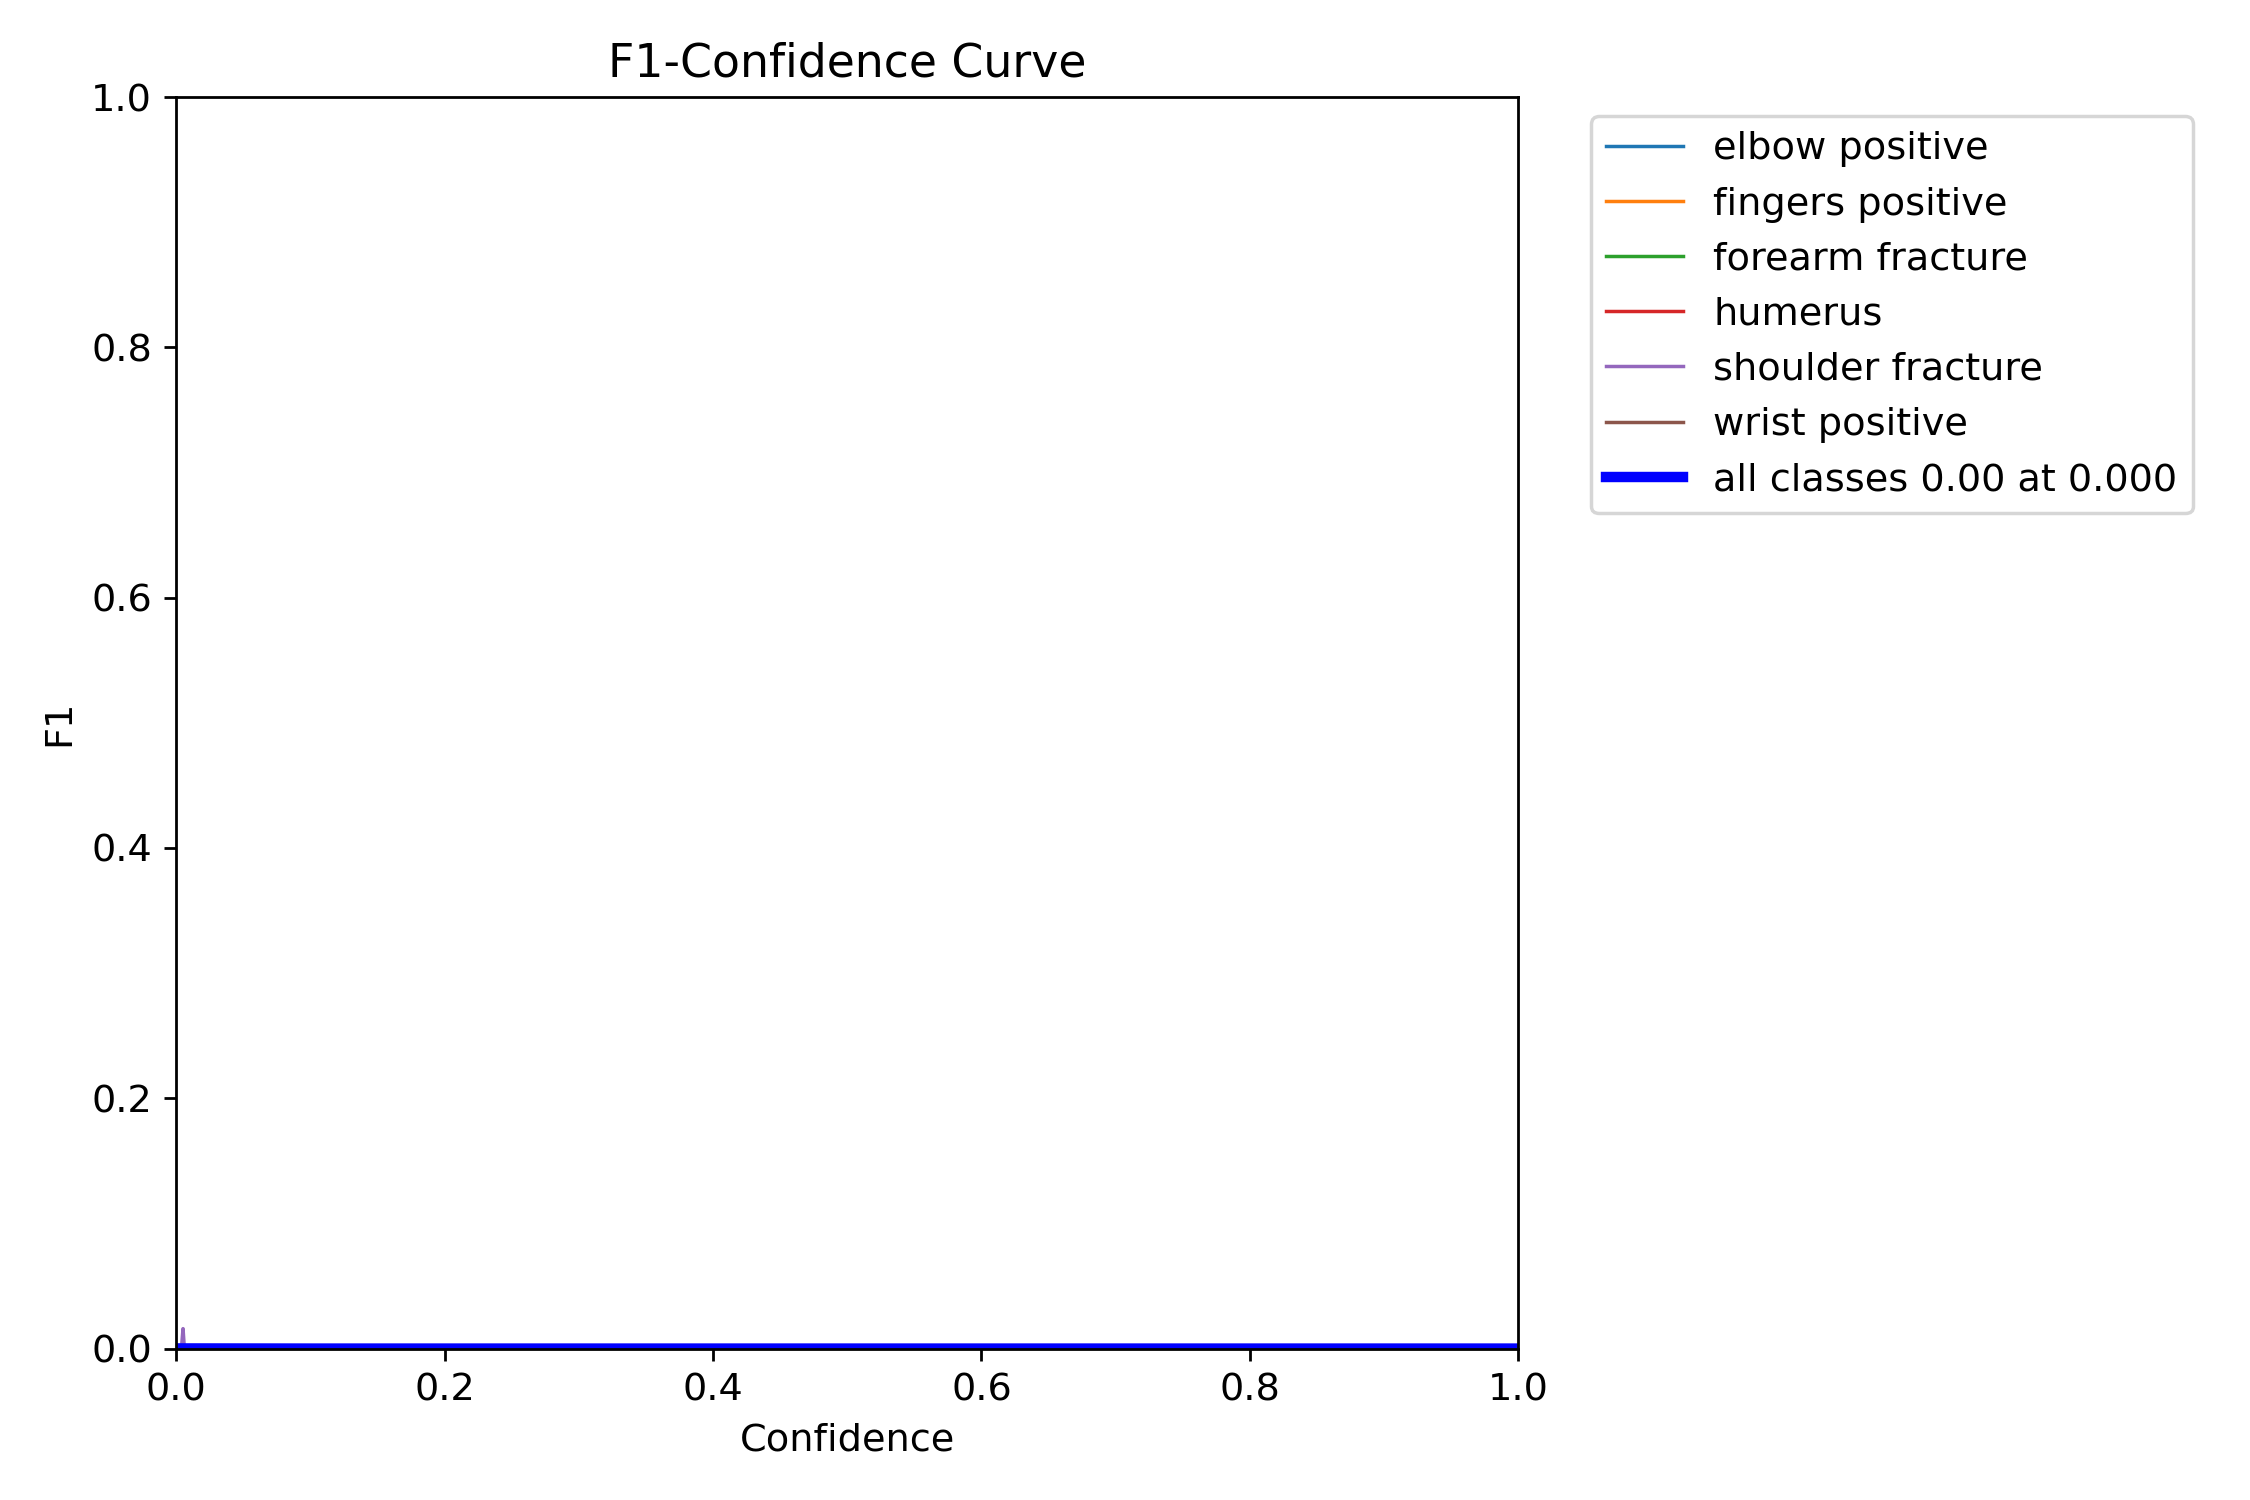 F1-Confidence Curve
1.0
0.8
0.6
0.4
0.2
0.0
F1
0.0 0.2 0.4 0.6 0.8 1.0
Confidence
elbow positive
fingers positive
forearm fracture
humerus
shoulder fracture
wrist positive
all classes 0.00 at 0.000